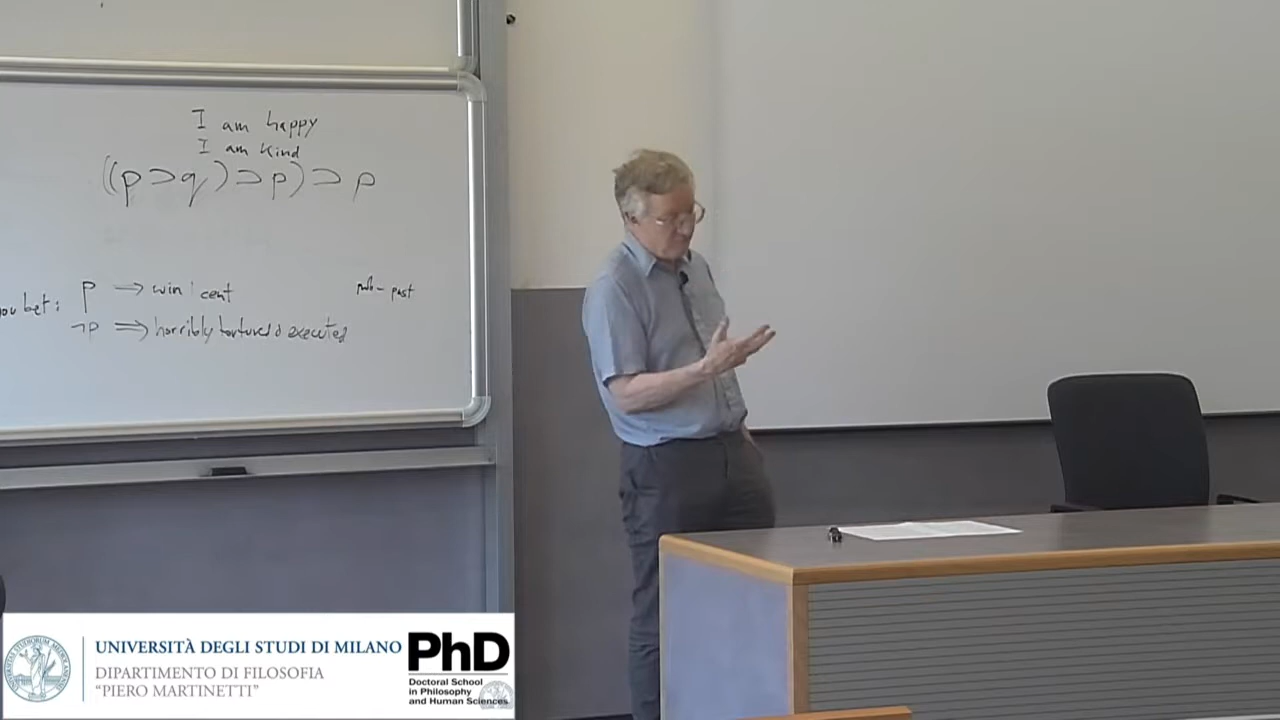 I am happy
I am kind
((p ⊃ q) ⊃ p) ⊃ p
ou bet: p → win 1 cent
¬p ⇒ horribly tortured & executed
past
UNIVERSITÀ DEGLI STUDI DI MILANO
DIPARTIMENTO DI FILOSOFIA
"PIERO MARTINETTI"
PhD
Doctoral School
in Philosophy
and Human Sciences